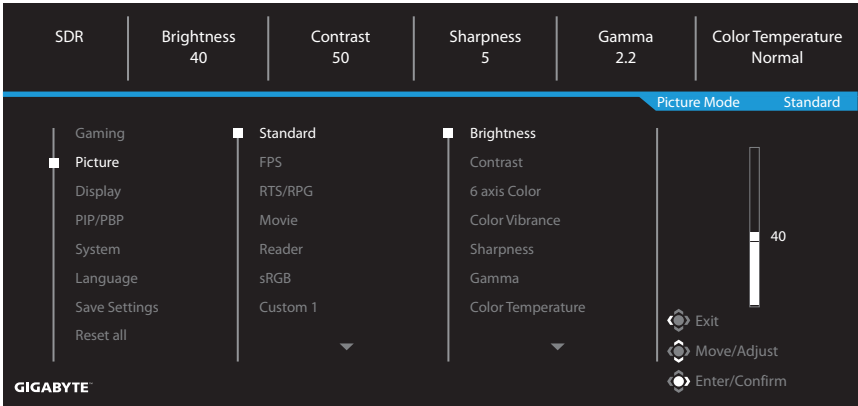 SDR Brightness Contrast Sharpness Gamma Color Temperature
40 50 5 2.2 Normal
Picture Mode Standard
Gaming Standard Brightness
Picture FPS Contrast
Display RTS/RPG 6 axis Color
PIP/PBP Movie Color Vibrance
System Reader Sharpness
Language sRGB Gamma
Save Settings Custom 1 Color Temperature
Reset all
40
Exit
Move/Adjust
Enter/Confirm
GIGABYTE™